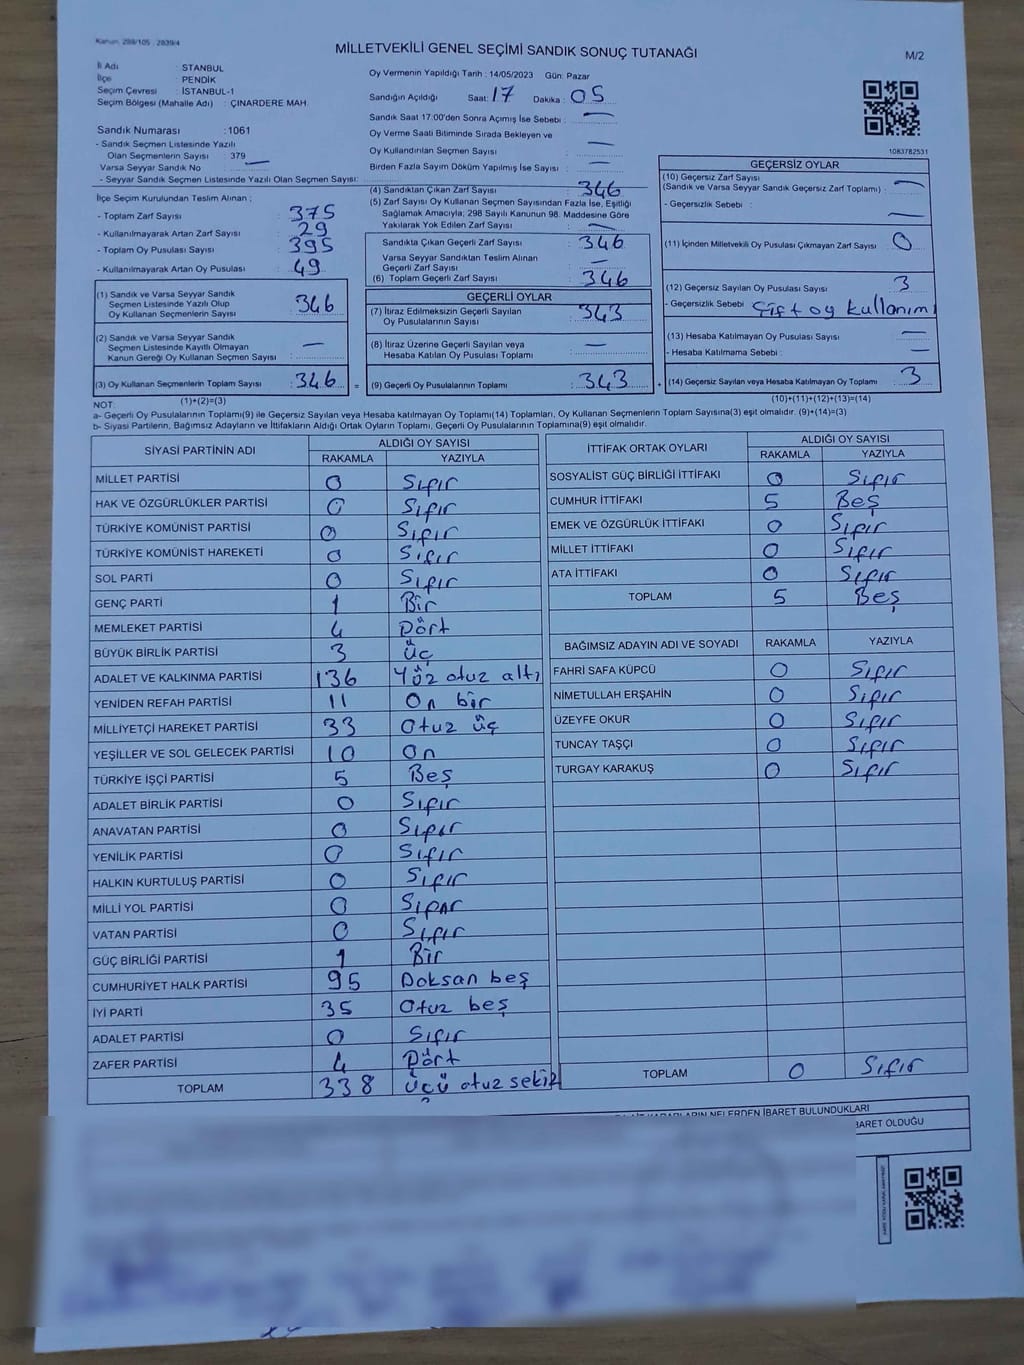 Kanun: 298/105 , 2839/4
MİLLETVEKİLİ GENEL SEÇİMİ SANDIK SONUÇ TUTANAĞI
M/2
İl Adı : STANBUL
İlçe : PENDİK
Seçim Çevresi : İSTANBUL-1
Seçim Bölgesi (Mahalle Adı) : ÇINARDERE MAH.
Oy Vermenin Yapıldığı Tarih : 14/05/2023 Gün: Pazar
Sandığın Açıldığı Saat: 17 Dakika : 05
Sandık Saat 17:00'den Sonra Açımış İse Sebebi : —
Oy Verme Saati Bitiminde Sırada Bekleyen ve
Oy Kullandırılan Seçmen Sayısı : —
Birden Fazla Sayım Döküm Yapılmış İse Sayısı : —
1083782531
Sandık Numarası :1061
- Sandık Seçmen Listesinde Yazılı
Olan Seçmenlerin Sayısı : 379
Varsa Seyyar Sandık No : —
- Seyyar Sandık Seçmen Listesinde Yazılı Olan Seçmen Sayısı:
İlçe Seçim Kurulundan Teslim Alınan ;
- Toplam Zarf Sayısı : 375
- Kullanılmayarak Artan Zarf Sayısı : 29
- Toplam Oy Pusulası Sayısı : 395
- Kullanılmayarak Artan Oy Pusulası : 49
(1) Sandık ve Varsa Seyyar Sandık
Seçmen Listesinde Yazılı Olup
Oy Kullanan Seçmenlerin Sayısı : 346
(2) Sandık ve Varsa Seyyar Sandık
Seçmen Listesinde Kayıtlı Olmayan
Kanun Gereği Oy Kullanan Seçmen Sayısı : —
(3) Oy Kullanan Seçmenlerin Toplam Sayısı : 346
(1)+(2)=(3)
(4) Sandıktan Çıkan Zarf Sayısı : 346
(5) Zarf Sayısı Oy Kullanan Seçmen Sayısından Fazla İse, Eşitliği
Sağlamak Amacıyla; 298 Sayılı Kanunun 98. Maddesine Göre
Yakılarak Yok Edilen Zarf Sayısı : —
Sandıkta Çıkan Geçerli Zarf Sayısı : 346
Varsa Seyyar Sandıktan Teslim Alınan
Geçerli Zarf Sayısı : —
(6) Toplam Geçerli Zarf Sayısı : 346
GEÇERLİ OYLAR
(7) İtiraz Edilmeksizin Geçerli Sayılan
Oy Pusulalarının Sayısı : 343
(8) İtiraz Üzerine Geçerli Sayılan veya
Hesaba Katılan Oy Pusulası Toplamı : —
= (9) Geçerli Oy Pusulalarının Toplamı : 343
GEÇERSİZ OYLAR
(10) Geçersiz Zarf Sayısı
(Sandık ve Varsa Seyyar Sandık Geçersiz Zarf Toplamı) : —
- Geçersizlik Sebebi : —
(11) İçinden Milletvekili Oy Pusulası Çıkmayan Zarf Sayısı : 0
(12) Geçersiz Sayılan Oy Pusulası Sayısı : 3
- Geçersizlik Sebebi : Çift oy kullanım
(13) Hesaba Katılmayan Oy Pusulası Sayısı : —
- Hesaba Katılmama Sebebi : —
+ (14) Geçersiz Sayılan veya Hesaba Katılmayan Oy Toplamı : 3
(10)+(11)+(12)+(13)=(14)
NOT:
a- Geçerli Oy Pusulalarının Toplamı(9) ile Geçersiz Sayılan veya Hesaba katılmayan Oy Toplamı(14) Toplamları, Oy Kullanan Seçmenlerin Toplam Sayısına(3) eşit olmalıdır. (9)+(14)=(3)
b- Siyasi Partilerin, Bağımsız Adayların ve İttifakların Aldığı Oyların Toplamı, Geçerli Oy Pusulalarının Toplamına(9) eşit olmalıdır.
SİYASİ PARTİNİN ADI ALDIĞI OY SAYISI
RAKAMLA YAZIYLA
MİLLET PARTİSİ 0 Sıfır
HAK VE ÖZGÜRLÜKLER PARTİSİ 0 Sıfır
TÜRKİYE KOMÜNİST PARTİSİ 0 Sıfır
TÜRKİYE KOMÜNİST HAREKETİ 0 Sıfır
SOL PARTİ 0 Sıfır
GENÇ PARTİ 1 Bir
MEMLEKET PARTİSİ 4 Dört
BÜYÜK BİRLİK PARTİSİ 3 Üç
ADALET VE KALKINMA PARTİSİ 136 Yüz otuz altı
YENİDEN REFAH PARTİSİ 11 On bir
MİLLİYETÇİ HAREKET PARTİSİ 33 Otuz üç
YEŞİLLER VE SOL GELECEK PARTİSİ 10 On
TÜRKİYE İŞÇİ PARTİSİ 5 Beş
ADALET BİRLİK PARTİSİ 0 Sıfır
ANAVATAN PARTİSİ 0 Sıfır
YENİLİK PARTİSİ 0 Sıfır
HALKIN KURTULUŞ PARTİSİ 0 Sıfır
MİLLİ YOL PARTİSİ 0 Sıfır
VATAN PARTİSİ 0 Sıfır
GÜÇ BİRLİĞİ PARTİSİ 1 Bir
CUMHURİYET HALK PARTİSİ 95 Doksan beş
İYİ PARTİ 35 Otuz beş
ADALET PARTİSİ 0 Sıfır
ZAFER PARTİSİ 4 Dört
TOPLAM 338 üçü otuz sekiz
İTTİFAK ORTAK OYLARI ALDIĞI OY SAYISI
RAKAMLA YAZIYLA
SOSYALİST GÜÇ BİRLİĞİ İTTİFAKI 0 Sıfır
CUMHUR İTTİFAKI 5 Beş
EMEK VE ÖZGÜRLÜK İTTİFAKI 0 Sıfır
MİLLET İTTİFAKI 0 Sıfır
ATA İTTİFAKI 0 Sıfır
TOPLAM 5 Beş
BAĞIMSIZ ADAYIN ADI VE SOYADI RAKAMLA YAZIYLA
FAHRİ SAFA KÜPCÜ 0 Sıfır
NİMETULLAH ERŞAHİN 0 Sıfır
ÜZEYFE OKUR 0 Sıfır
TUNCAY TAŞÇI 0 Sıfır
TURGAY KARAKUŞ 0 Sıfır
TOPLAM 0 Sıfır
NELERDEN İBARET BULUNDUKLARI
BARET OLDUĞU